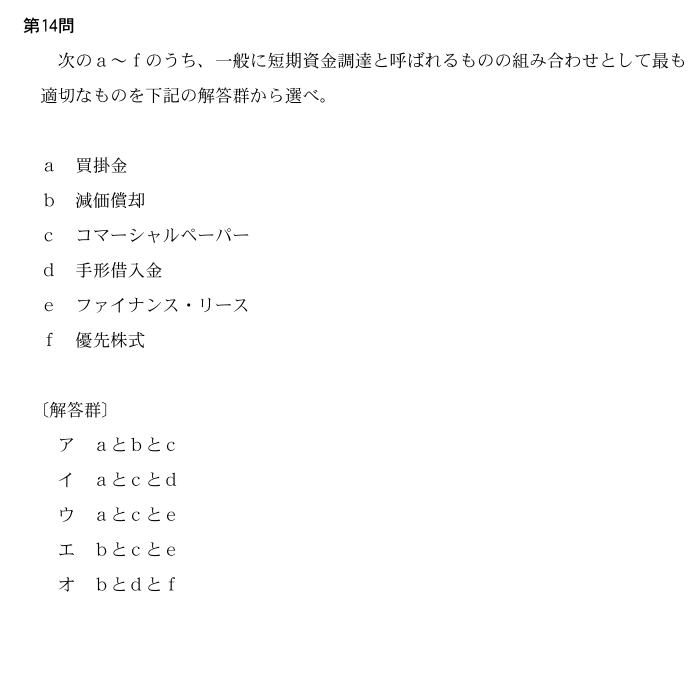 第14問
次のａ～ｆのうち、一般に短期資金調達と呼ばれるものの組み合わせとして最も
適切なものを下記の解答群から選べ。
ａ　買掛金
ｂ　減価償却
ｃ　コマーシャルペーパー
ｄ　手形借入金
ｅ　ファイナンス・リース
ｆ　優先株式
〔解答群〕
ア　ａとｂとｃ
イ　ａとｃとｄ
ウ　ａとｃとｅ
エ　ｂとｃとｅ
オ　ｂとｄとｆ